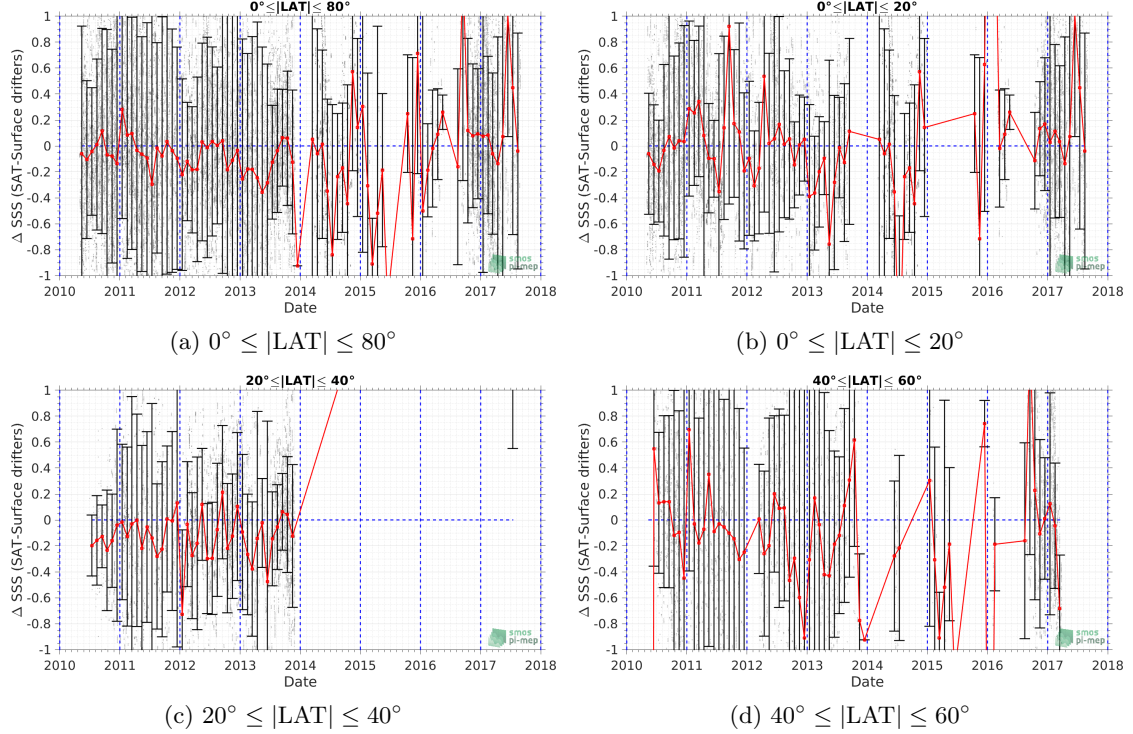 0°≤|LAT|≤ 80°
1
0.8
0.6
0.4
0.2
0
-0.2
-0.4
-0.6
-0.8
-1
Δ SSS (SAT-Surface drifters)
2010 2011 2012 2013 2014 2015 2016 2017 2018
Date
smos
pi-mep
(a) 0° ≤ |LAT| ≤ 80°
0°≤|LAT|≤ 20°
1
0.8
0.6
0.4
0.2
0
-0.2
-0.4
-0.6
-0.8
-1
Δ SSS (SAT-Surface drifters)
2010 2011 2012 2013 2014 2015 2016 2017 2018
Date
smos
pi-mep
(b) 0° ≤ |LAT| ≤ 20°
20°≤|LAT|≤ 40°
1
0.8
0.6
0.4
0.2
0
-0.2
-0.4
-0.6
-0.8
-1
Δ SSS (SAT-Surface drifters)
2010 2011 2012 2013 2014 2015 2016 2017 2018
Date
smos
pi-mep
(c) 20° ≤ |LAT| ≤ 40°
40°≤|LAT|≤ 60°
1
0.8
0.6
0.4
0.2
0
-0.2
-0.4
-0.6
-0.8
-1
Δ SSS (SAT-Surface drifters)
2010 2011 2012 2013 2014 2015 2016 2017 2018
Date
smos
pi-mep
(d) 40° ≤ |LAT| ≤ 60°